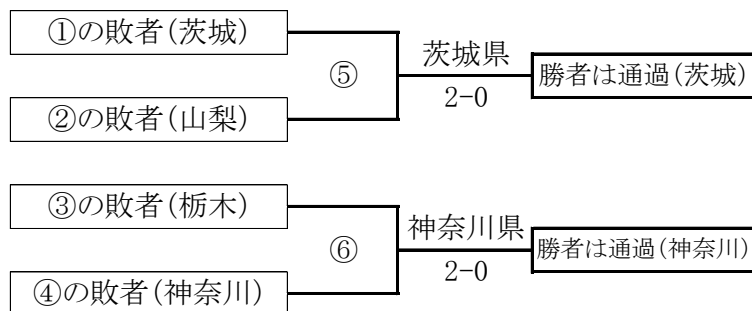 ①の敗者(茨城)
⑤
茨城県
2-0
勝者は通過(茨城)
②の敗者(山梨)
③の敗者(栃木)
⑥
神奈川県
2-0
勝者は通過(神奈川)
④の敗者(神奈川)